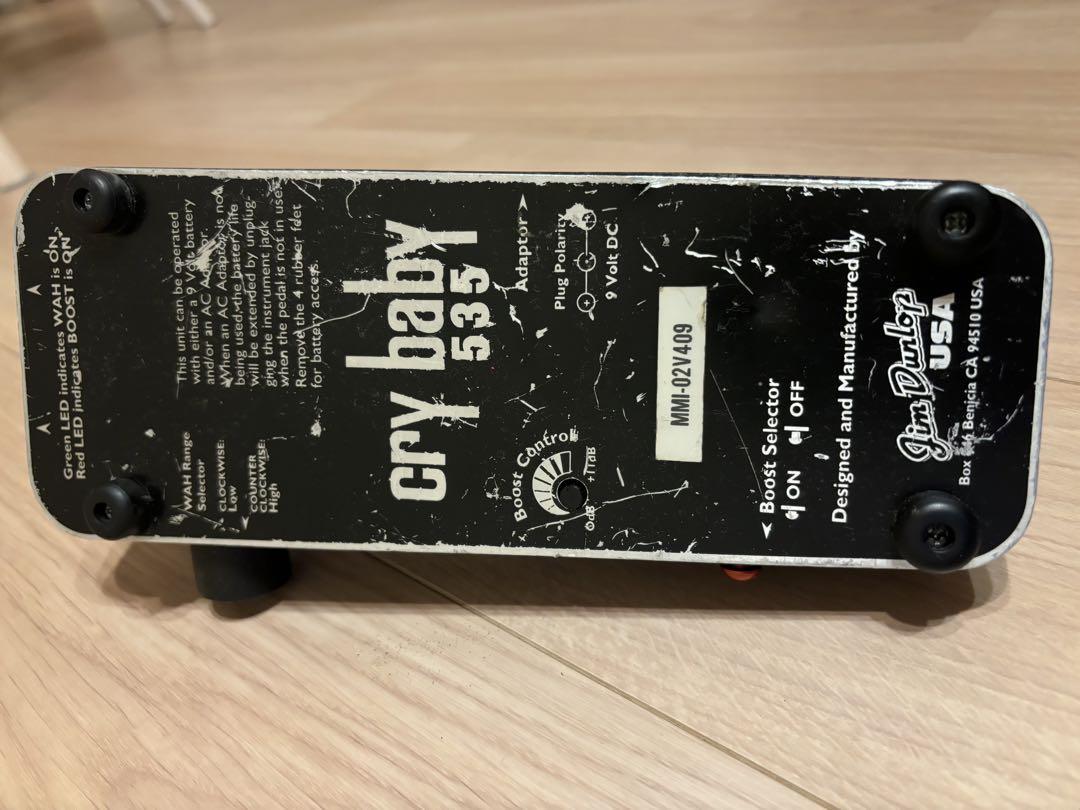 Green LED indicates WAH is ON
Red LED indicates BOOST is ON
This unit can be operated
with either a 9 Volt battery
and/or an AC Adaptor.
When an AC Adaptor is not
being used, the battery life
will be extended by unplug-
ging the instrument jack
when the pedal is not in use
Remove the 4 rubber feet
for battery access.
WAH Range
Selector
CLOCKWISE:
Low
COUNTER
CLOCKWISE:
High
cry baby
535
Adaptor
Plug Polarity
- +
9 Volt DC
Boost Control
0dB +11dB
MMI-02V409
Boost Selector
ON OFF
Designed and Manufactured by
Jim Dunlop
USA
Box Benicia CA 94510 USA